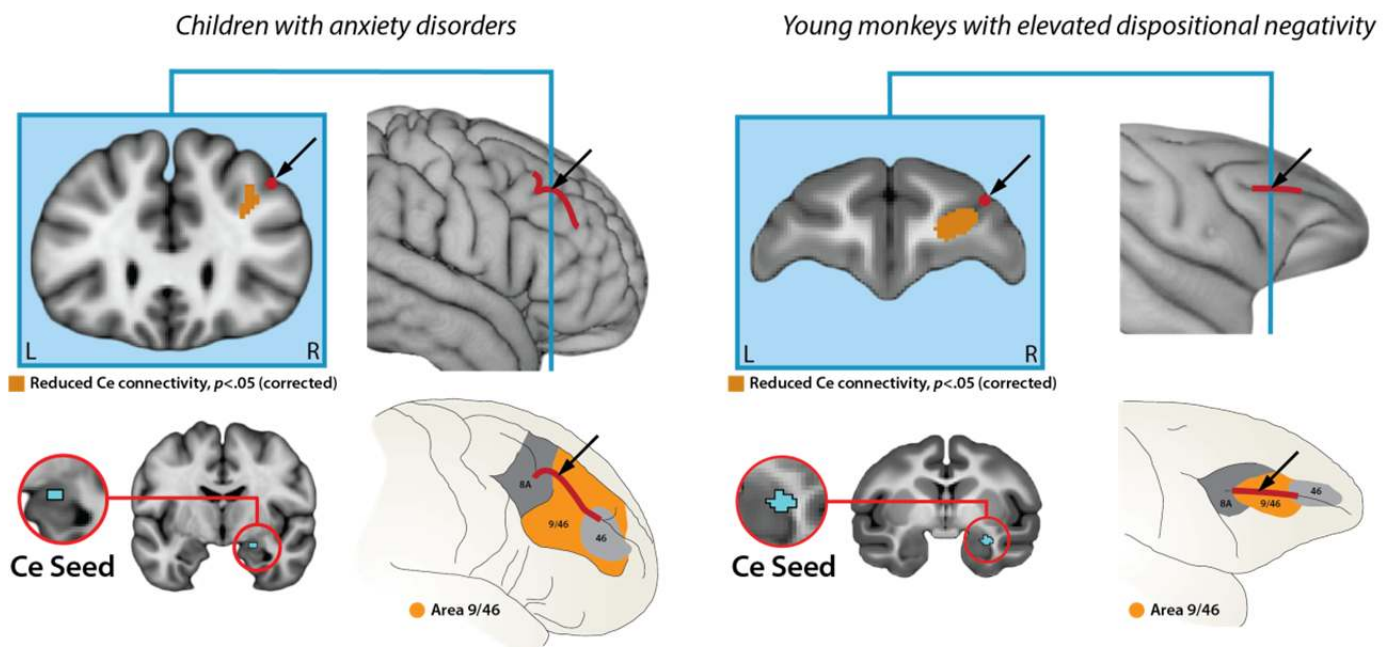 Children with anxiety disorders
Young monkeys with elevated dispositional negativity
L
R
L
R
Reduced Ce connectivity, p<.05 (corrected)
Reduced Ce connectivity, p<.05 (corrected)
8A
9/46
46
8A
9/46
46
Ce Seed
Ce Seed
Area 9/46
Area 9/46